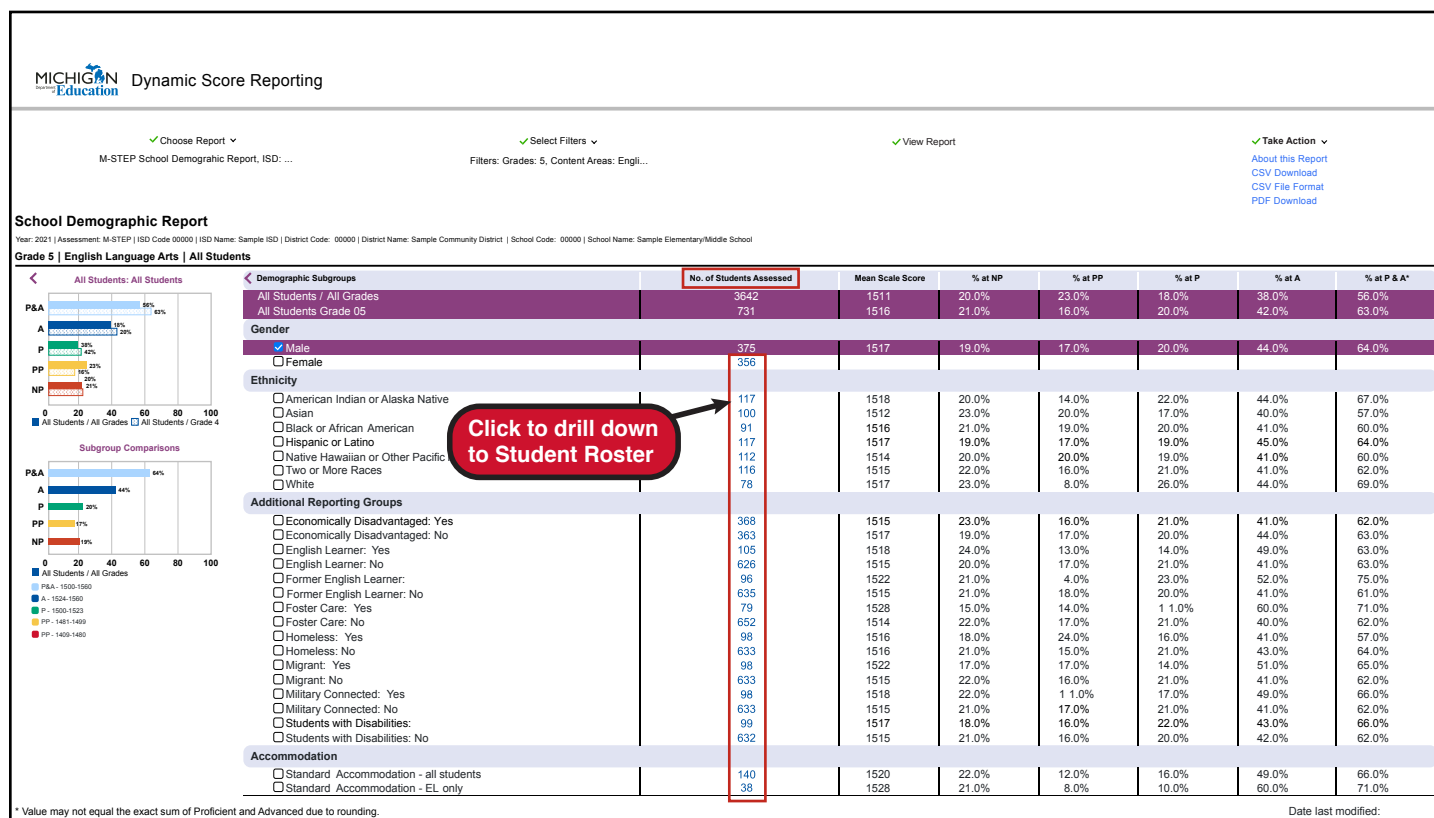 MICHIGAN
Department of Education
Dynamic Score Reporting
Choose Report
Select Filters
View Report
Take Action
M-STEP School Demograhic Report, ISD: ...
Filters: Grades: 5, Content Areas: Engli...
About this Report
CSV Download
CSV File Format
PDF Download
School Demographic Report
Year: 2021 | Assessment: M-STEP | ISD Code 00000 | ISD Name: Sample ISD | District Code: 00000 | District Name: Sample Community District | School Code: 00000 | School Name: Sample Elementary/Middle School
Grade 5 | English Language Arts | All Students
All Students: All Students
P&A 56% 63%
A 18% 20%
P 38% 42%
PP 23% 16%
NP 20% 21%
0 20 40 60 80 100
All Students / All Grades All Students / Grade 4
Subgroup Comparisons
P&A 64%
A 44%
P 20%
PP 17%
NP 19%
0 20 40 60 80 100
All Students / All Grades
P&A - 1500-1560
A - 1524-1560
P - 1500-1523
PP - 1481-1499
PP - 1409-1480
Demographic Subgroups No. of Students Assessed Mean Scale Score % at NP % at PP % at P % at A % at P & A*
All Students / All Grades 3642 1511 20.0% 23.0% 18.0% 38.0% 56.0%
All Students Grade 05 731 1516 21.0% 16.0% 20.0% 42.0% 63.0%
Gender
Male 375 1517 19.0% 17.0% 20.0% 44.0% 64.0%
Female 356
Ethnicity
American Indian or Alaska Native 117 1518 20.0% 14.0% 22.0% 44.0% 67.0%
Asian 100 1512 23.0% 20.0% 17.0% 40.0% 57.0%
Black or African American 91 1516 21.0% 19.0% 20.0% 41.0% 60.0%
Hispanic or Latino 117 1517 19.0% 17.0% 19.0% 45.0% 64.0%
Native Hawaiian or Other Pacific 112 1514 20.0% 20.0% 19.0% 41.0% 60.0%
Two or More Races 116 1515 22.0% 16.0% 21.0% 41.0% 62.0%
White 78 1517 23.0% 8.0% 26.0% 44.0% 69.0%
Click to drill down
to Student Roster
Additional Reporting Groups
Economically Disadvantaged: Yes 368 1515 23.0% 16.0% 21.0% 41.0% 62.0%
Economically Disadvantaged: No 363 1517 19.0% 17.0% 20.0% 44.0% 63.0%
English Learner: Yes 105 1518 24.0% 13.0% 14.0% 49.0% 63.0%
English Learner: No 626 1515 20.0% 17.0% 21.0% 41.0% 63.0%
Former English Learner: 96 1522 21.0% 4.0% 23.0% 52.0% 75.0%
Former English Learner: No 635 1515 21.0% 18.0% 20.0% 41.0% 61.0%
Foster Care: Yes 79 1528 15.0% 14.0% 1 1.0% 60.0% 71.0%
Foster Care: No 652 1514 22.0% 17.0% 21.0% 40.0% 62.0%
Homeless: Yes 98 1516 18.0% 24.0% 16.0% 41.0% 57.0%
Homeless: No 633 1516 21.0% 15.0% 21.0% 43.0% 64.0%
Migrant: Yes 98 1522 17.0% 17.0% 14.0% 51.0% 65.0%
Migrant: No 633 1515 22.0% 16.0% 21.0% 41.0% 62.0%
Military Connected: Yes 98 1518 22.0% 1 1.0% 17.0% 49.0% 66.0%
Military Connected: No 633 1515 21.0% 17.0% 21.0% 41.0% 62.0%
Students with Disabilities: 99 1517 18.0% 16.0% 22.0% 43.0% 66.0%
Students with Disabilities: No 632 1515 21.0% 16.0% 20.0% 42.0% 62.0%
Accommodation
Standard Accommodation - all students 140 1520 22.0% 12.0% 16.0% 49.0% 66.0%
Standard Accommodation - EL only 38 1528 21.0% 8.0% 10.0% 60.0% 71.0%
* Value may not equal the exact sum of Proficient and Advanced due to rounding.
Date last modified: